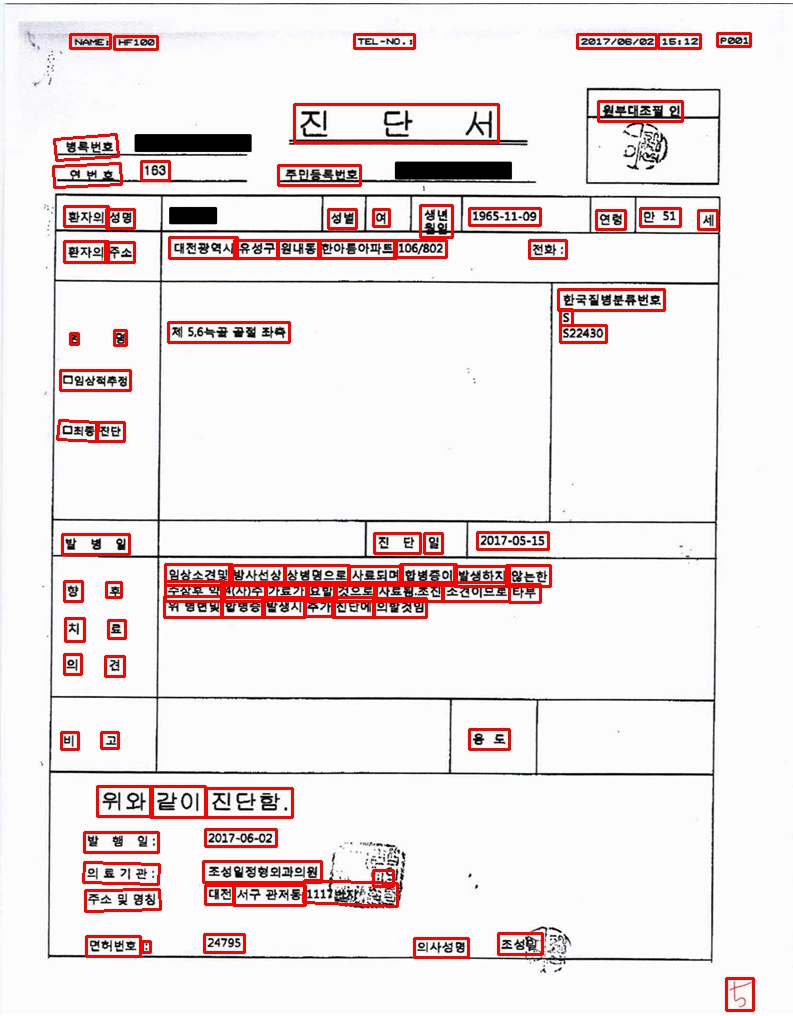 NAME: HF100 TEL-NO.: 2017/06/02 15:12 P001
원부대조필 인
진 단 서
병록번호
연 번 호 163 주민등록번호
환자의 성명 성별 여 생년월일 1965-11-09 연령 만 51 세
환자의 주소 대전광역시 유성구 원내동 한아름아파트 106/802 전화 :
한국질병분류번호
S
병 명 제 5,6늑골 골절 좌측 S22430
☐임상적추정
☐최종 진단
발 병 일 진 단 일 2017-05-15
임상소견및 방사선상 상병명으로 사료되며 합병증이 발생하지 않는한
향 후 수상후 약 4(사)주 가료가 요할 것으로 사료됨.초진 소견이므로 타부
위 병변및 합병증 발생시 추가 진단에 의할것임
치 료
의 견
비 고 용 도
위와 같이 진단함.
발 행 일 : 2017-06-02
의 료 기 관 : 조성일정형외과의원
주소 및 명칭 대전 서구 관저동 1117번지
면허번호 : 24795 의사성명 조성일
5